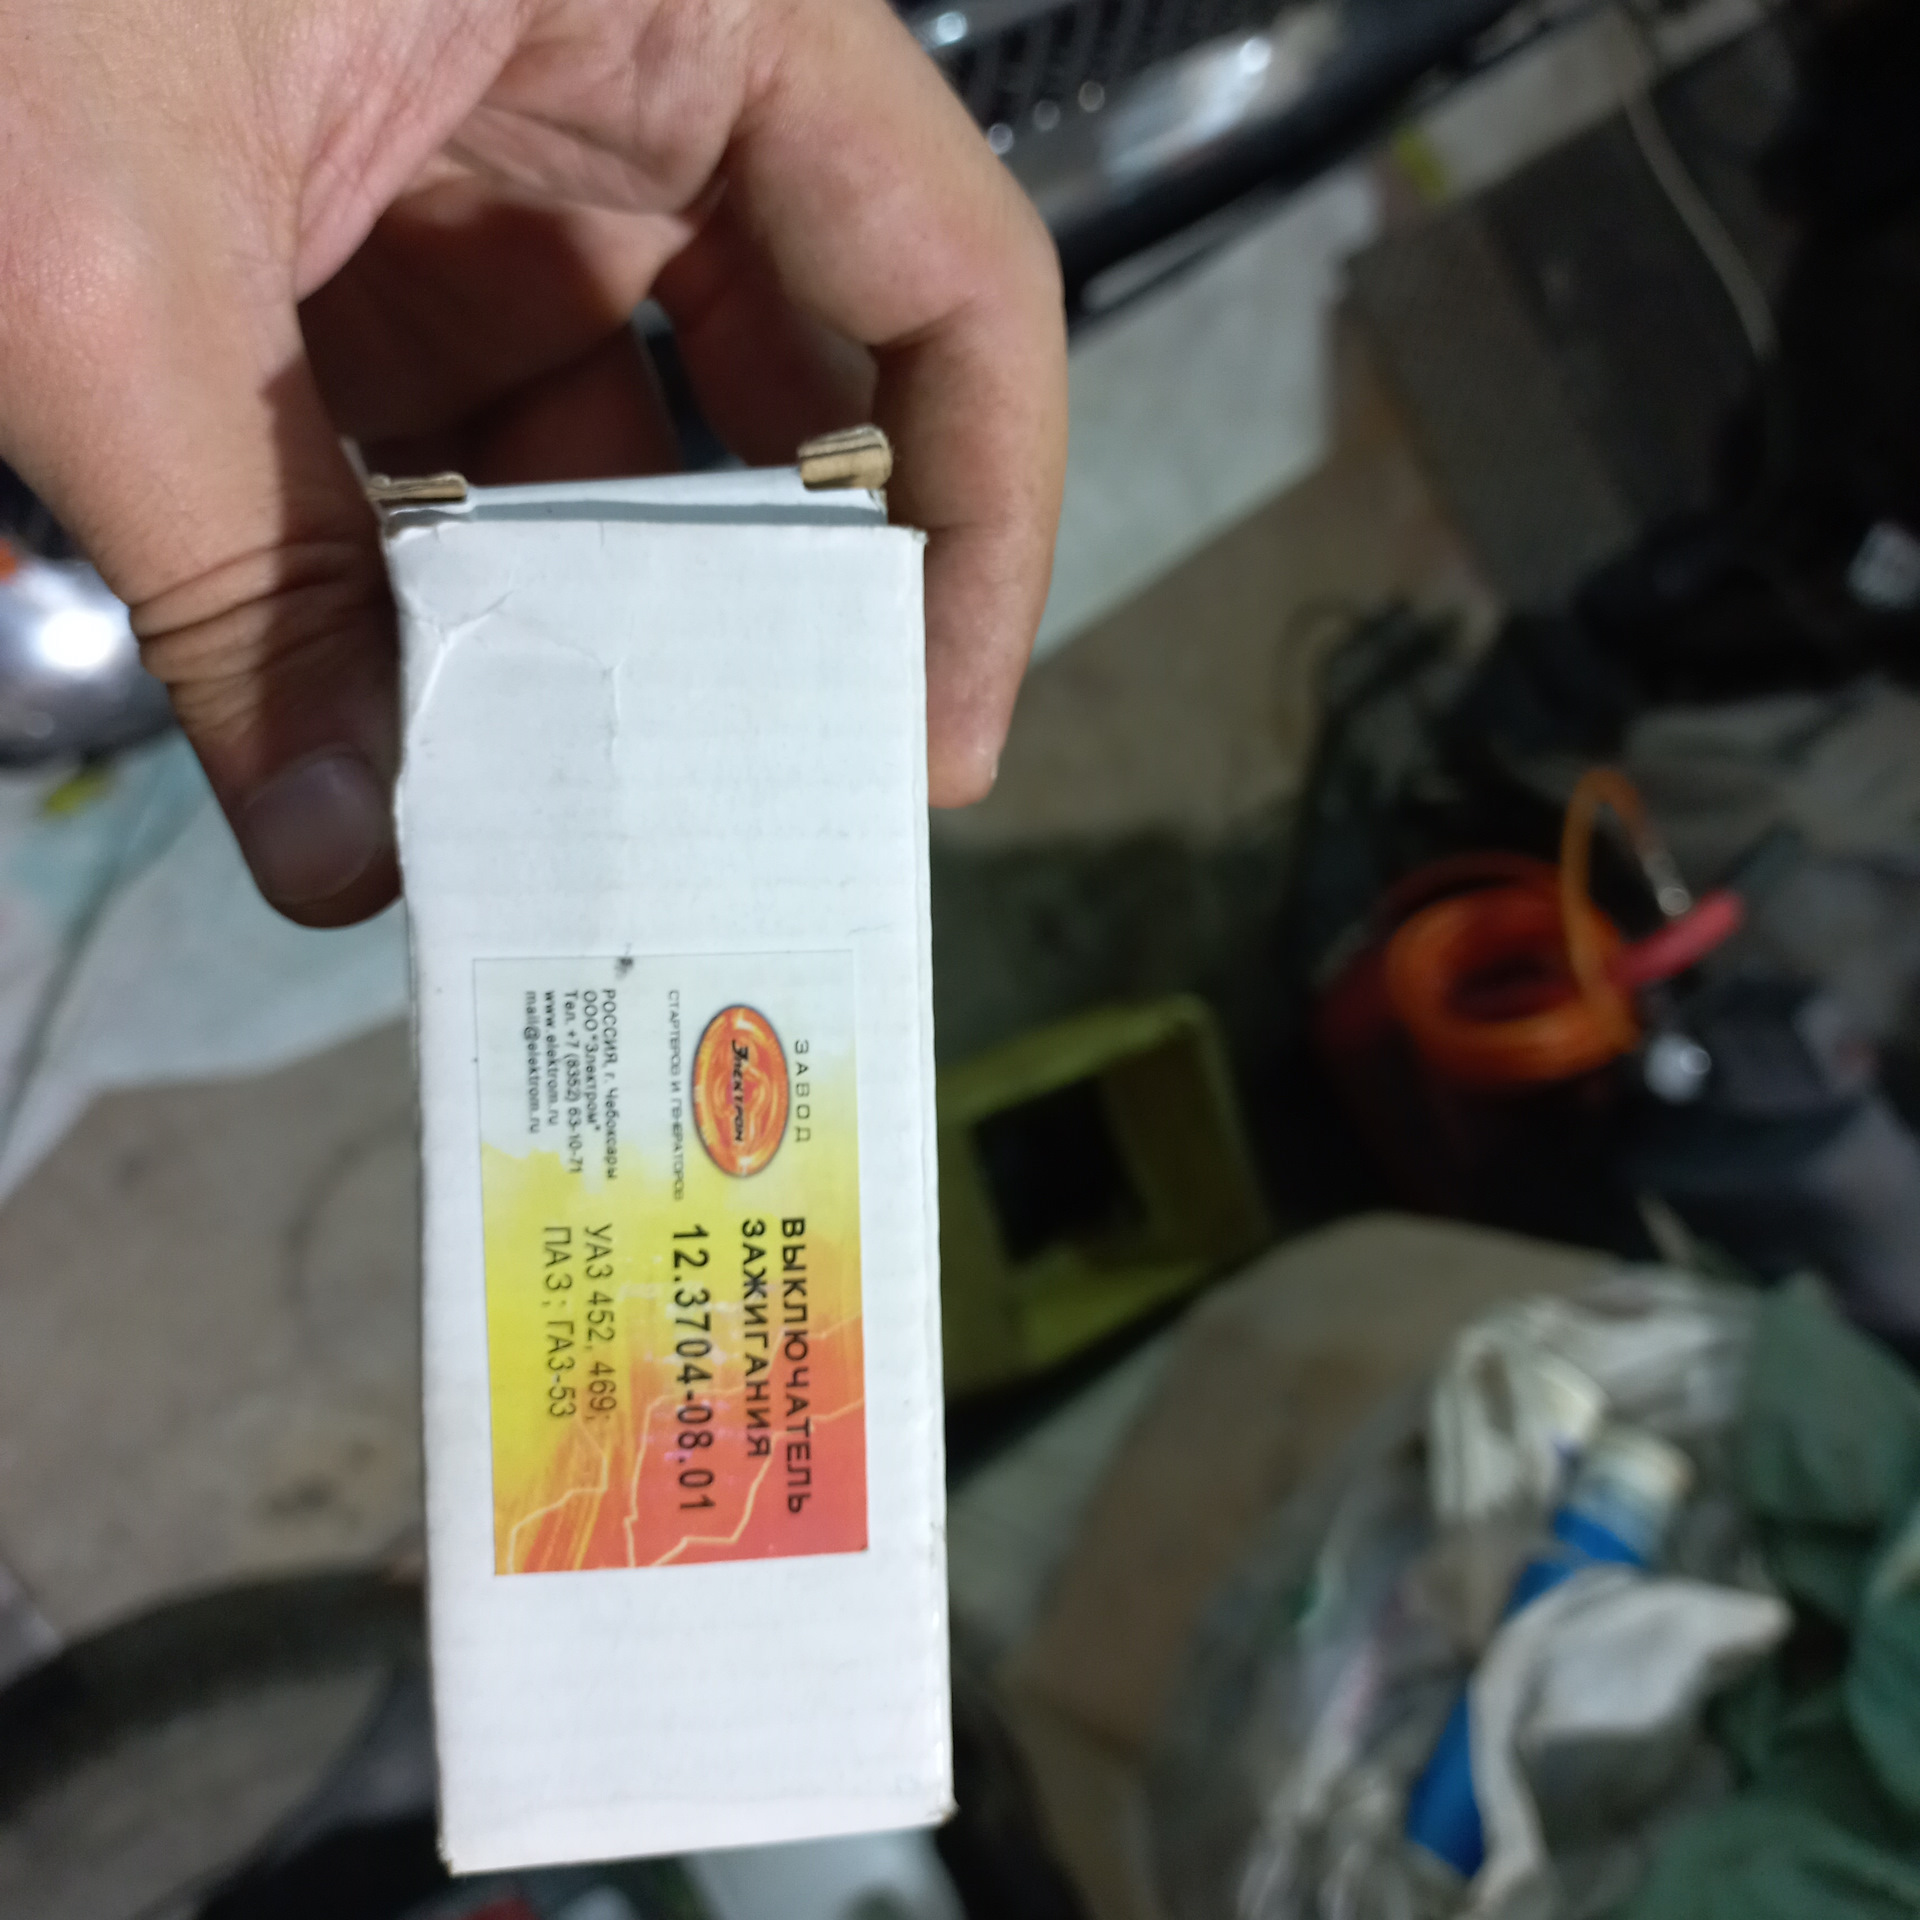 ЗАВОД
Электром
СТАРТЕРОВ И ГЕНЕРАТОРОВ
РОССИЯ, г. Чебоксары
ООО "Электром"
Тел. +7 (8352) 63-10-71
www.elektrom.ru
mail@elektrom.ru
ВЫКЛЮЧАТЕЛЬ
ЗАЖИГАНИЯ
12.3704-08.01
УАЗ 452, 469;
ПАЗ; ГАЗ-53